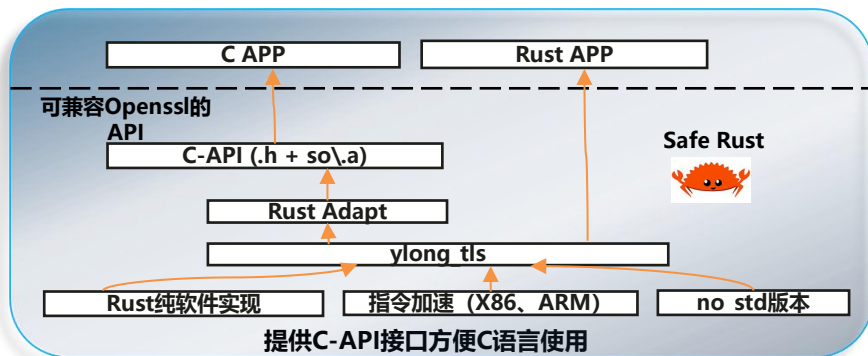 C APP
Rust APP
可兼容Openssl的
API
C-API (.h + so\.a)
Safe Rust
Rust Adapt
ylong_tls
Rust纯软件实现
指令加速（X86、ARM）
no_std版本
提供C-API接口方便C语言使用